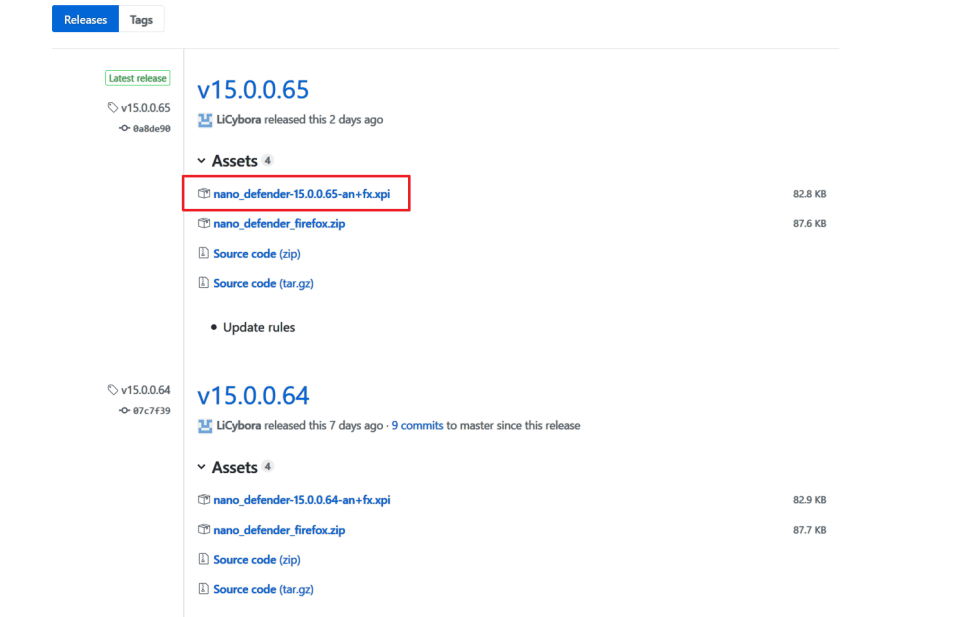 Releases Tags
Latest release
v15.0.0.65
0a8de90
v15.0.0.65
LiCybora released this 2 days ago
Assets 4
nano_defender-15.0.0.65-an+fx.xpi 82.8 KB
nano_defender_firefox.zip 87.6 KB
Source code (zip)
Source code (tar.gz)
• Update rules
v15.0.0.64
07c7f39
v15.0.0.64
LiCybora released this 7 days ago · 9 commits to master since this release
Assets 4
nano_defender-15.0.0.64-an+fx.xpi 82.9 KB
nano_defender_firefox.zip 87.7 KB
Source code (zip)
Source code (tar.gz)